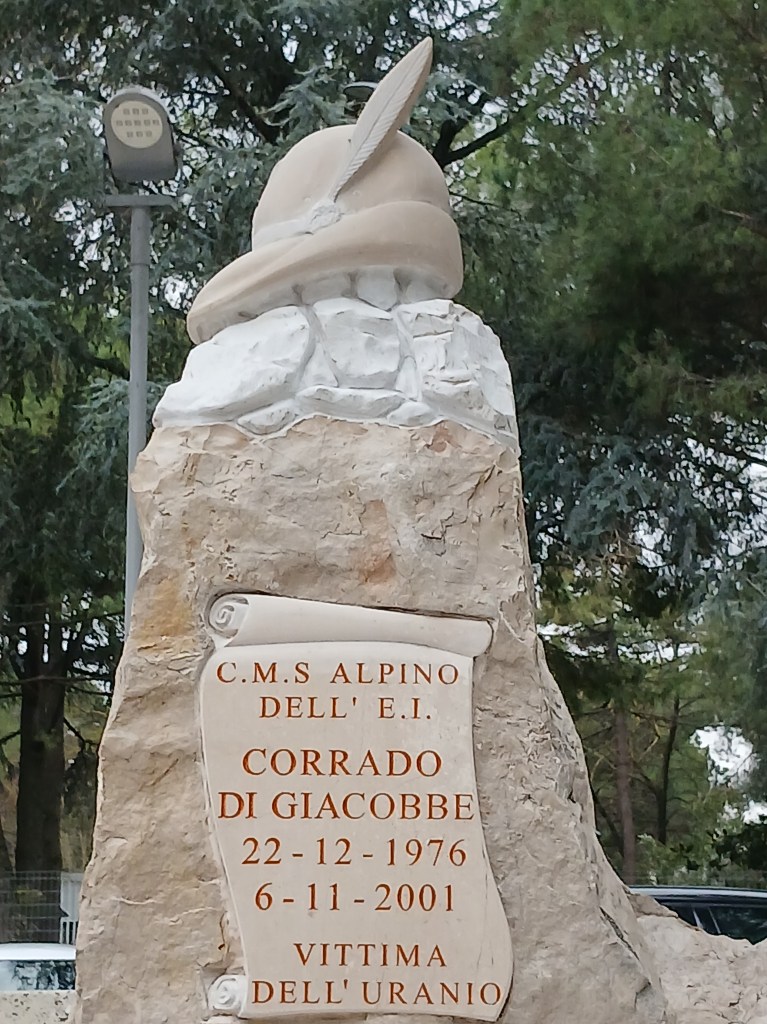 C.M.S ALPINO
DELL' E.I.
CORRADO
DI GIACOBBE
22-12-1976
6-11-2001
VITTIMA
DELL'URANIO